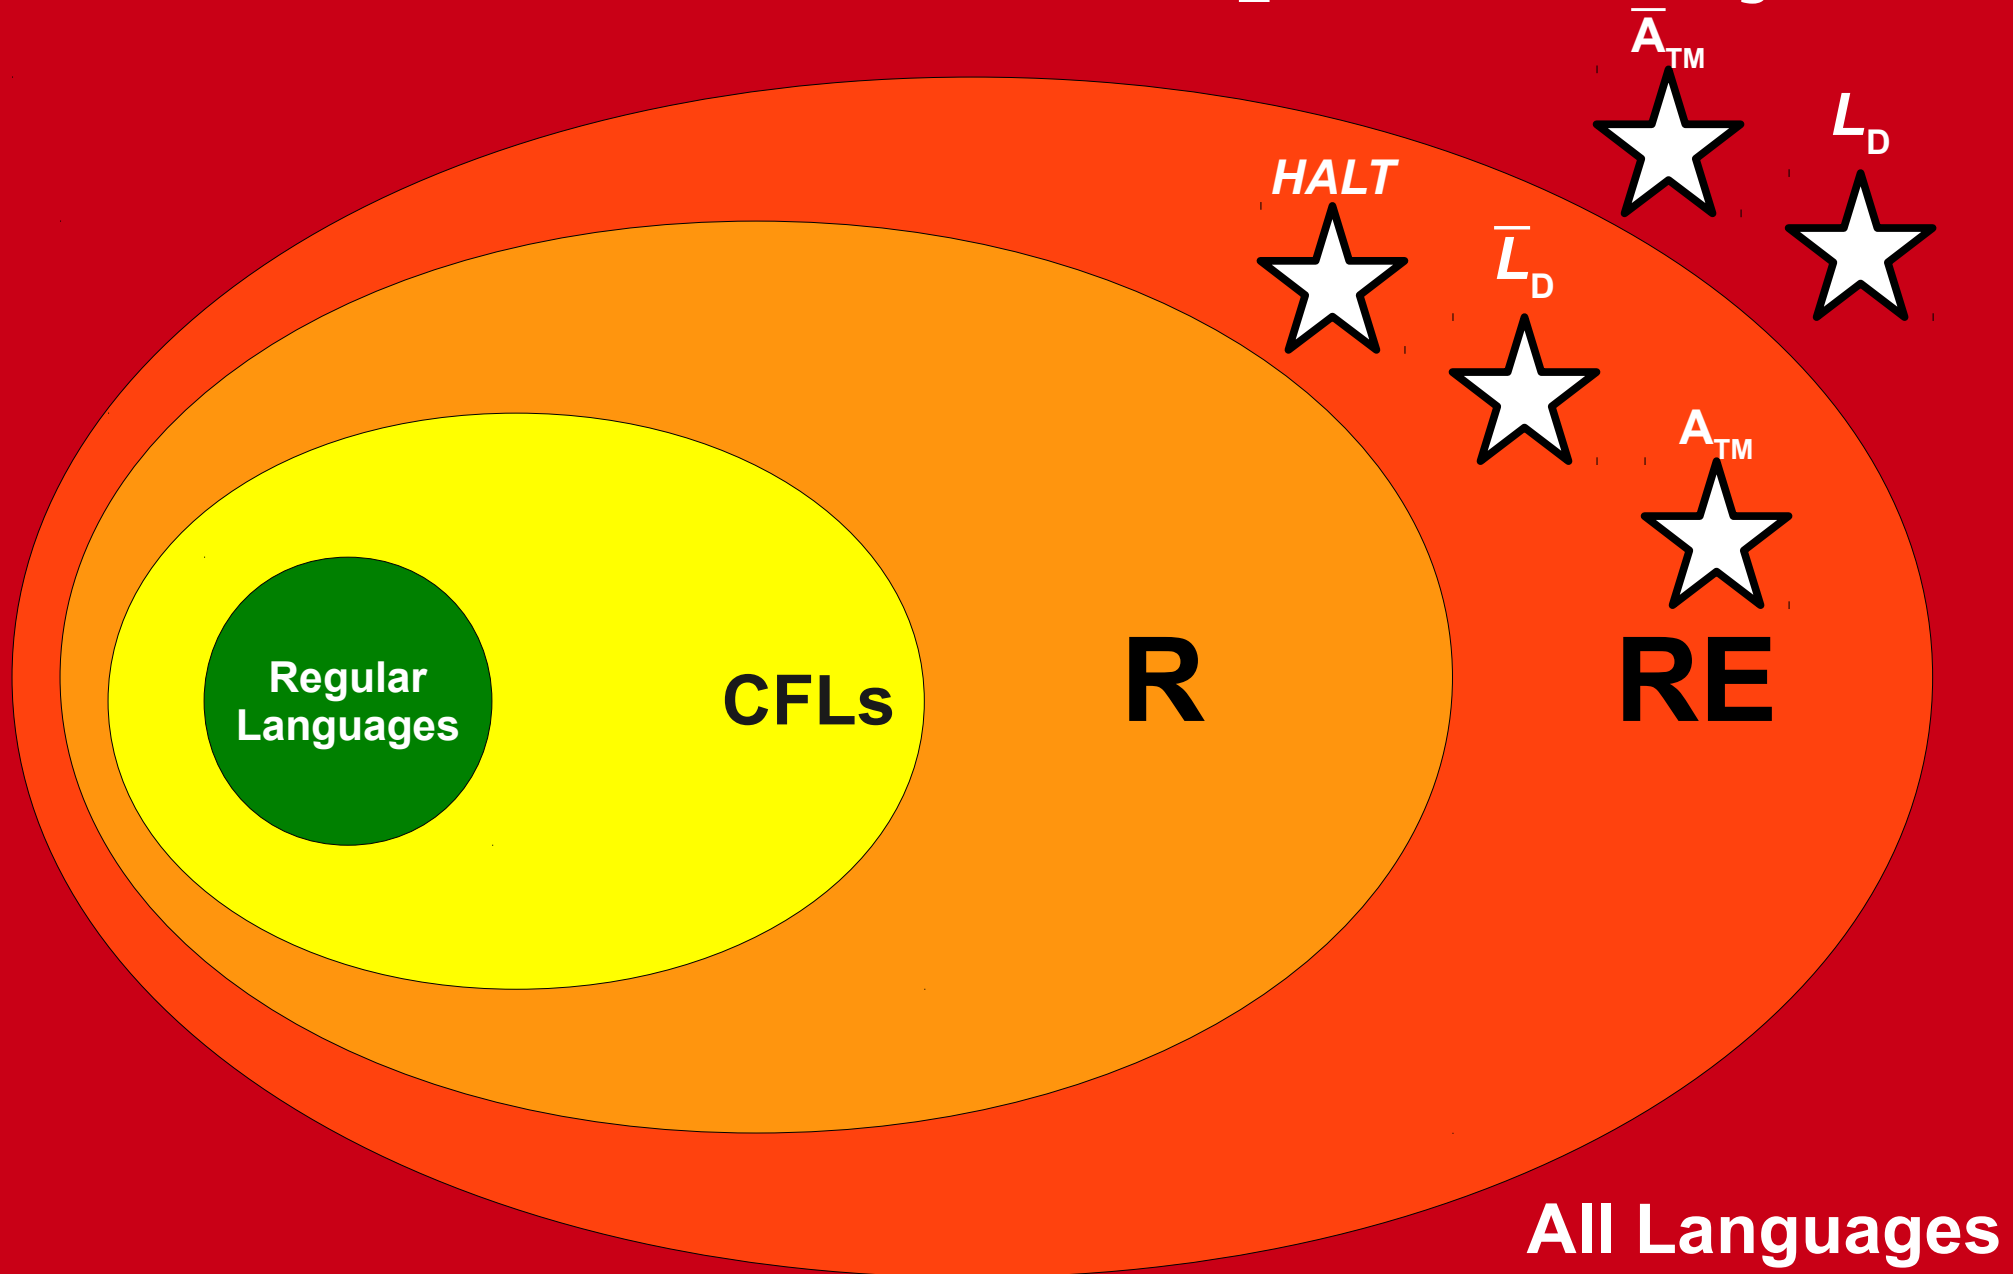 A̅TM
LD
HALT
L̅D
ATM
Regular
Languages
CFLs
R
RE
All Languages